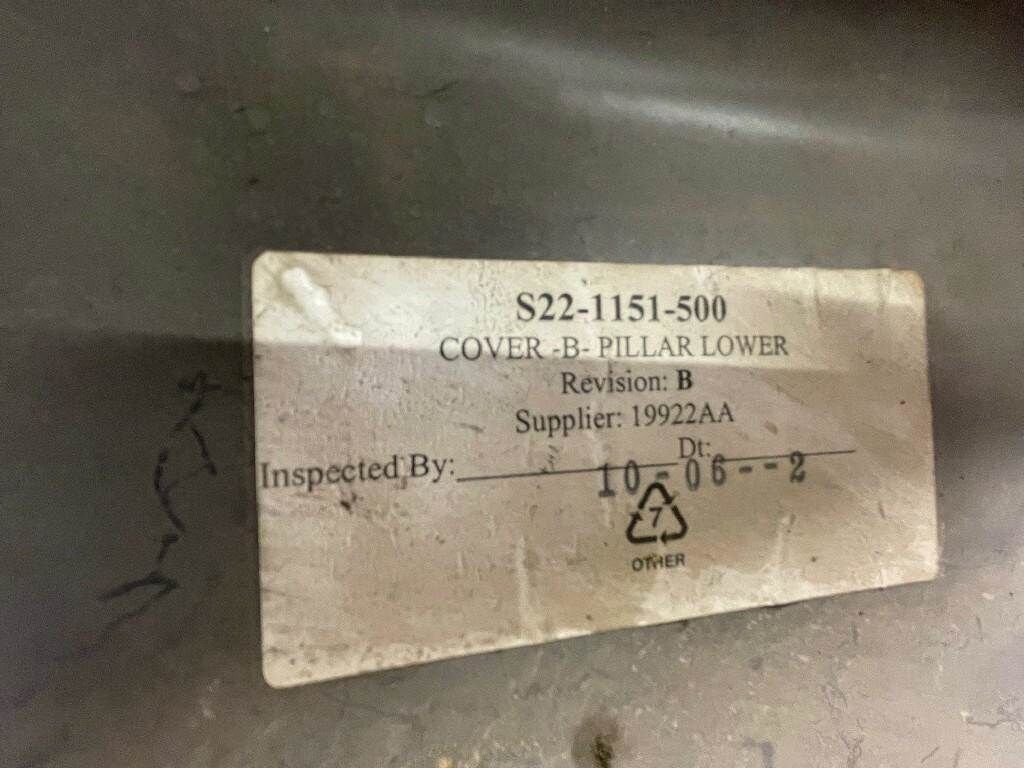 S22-1151-500
COVER -B- PILLAR LOWER
Revision: B
Supplier: 19922AA
Inspected By: Dt:
10-06--2
7
OTHER